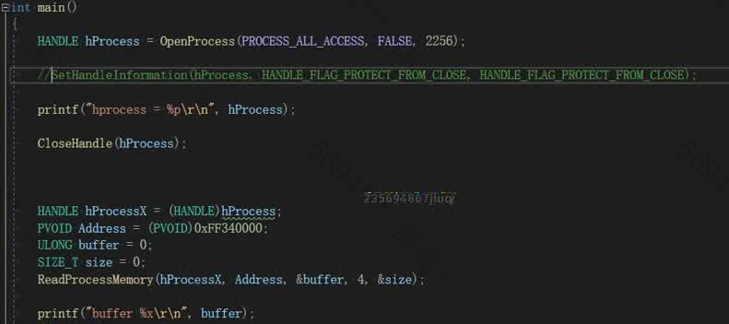 int main()
{
HANDLE hProcess = OpenProcess(PROCESS_ALL_ACCESS, FALSE, 2256);
//SetHandleInformation(hProcess, HANDLE_FLAG_PROTECT_FROM_CLOSE, HANDLE_FLAG_PROTECT_FROM_CLOSE);
printf("hprocess = %p\r\n", hProcess);
CloseHandle(hProcess);
HANDLE hProcessX = (HANDLE)hProcess;
PVOID Address = (PVOID)0xFF340000;
ULONG buffer = 0;
SIZE_T size = 0;
ReadProcessMemory(hProcessX, Address, &buffer, 4, &size);
printf("buffer %x\r\n", buffer);